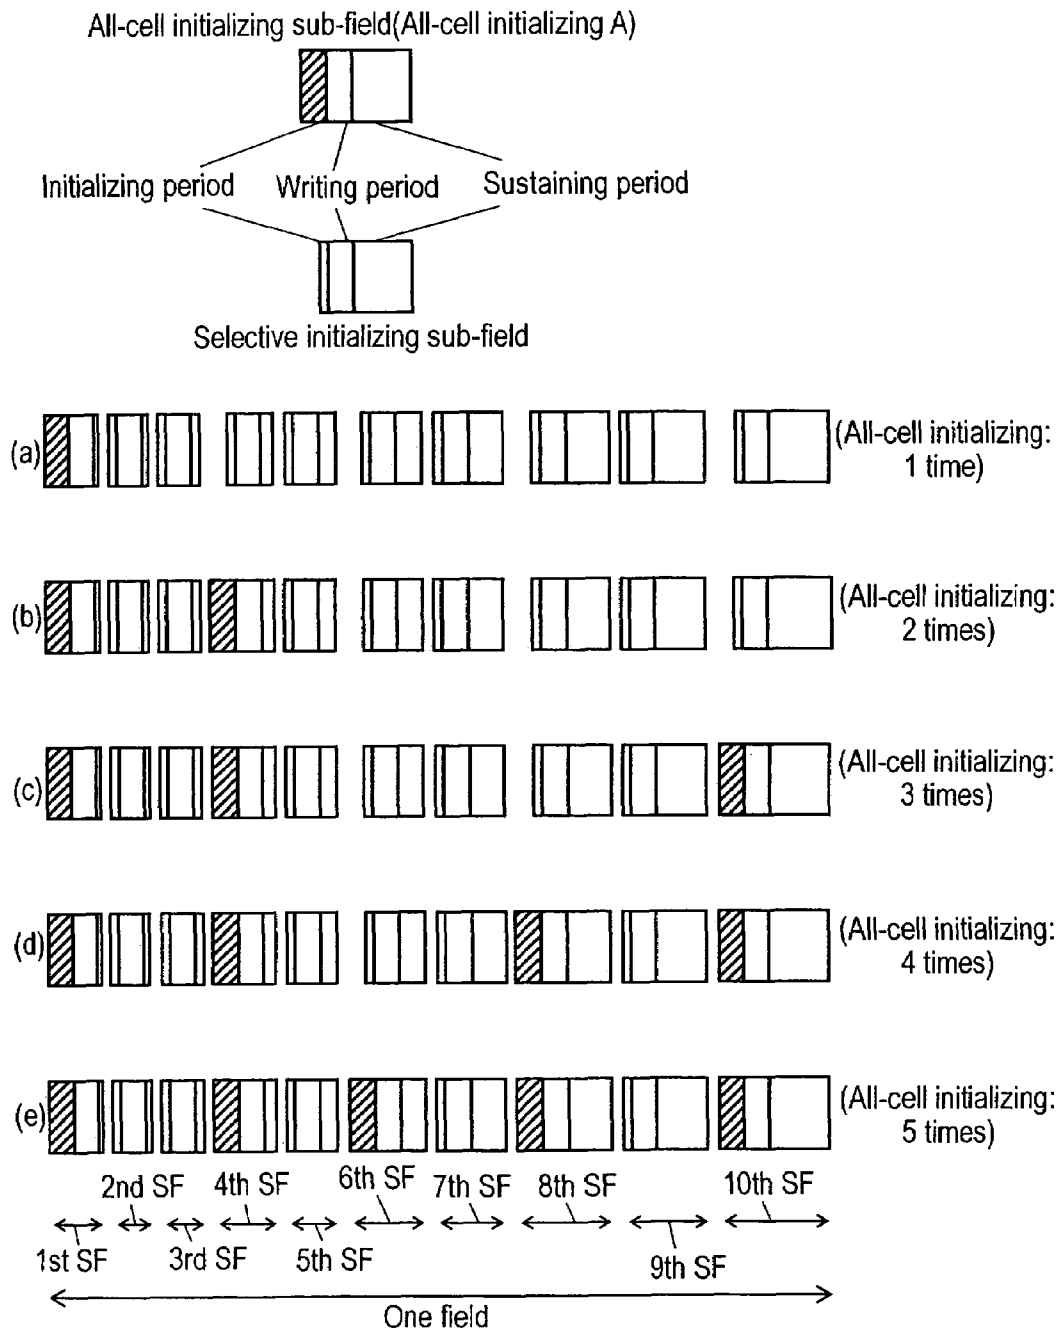 All-cell initializing sub-field(All-cell initializing A)
Initializing period
Writing period
Sustaining period
Selective initializing sub-field
(a)
(All-cell initializing:
1 time)
(b)
(All-cell initializing:
2 times)
(c)
(All-cell initializing:
3 times)
(d)
(All-cell initializing:
4 times)
(e)
(All-cell initializing:
5 times)
2nd SF
4th SF
6th SF
7th SF
8th SF
10th SF
1st SF
3rd SF
5th SF
9th SF
One field